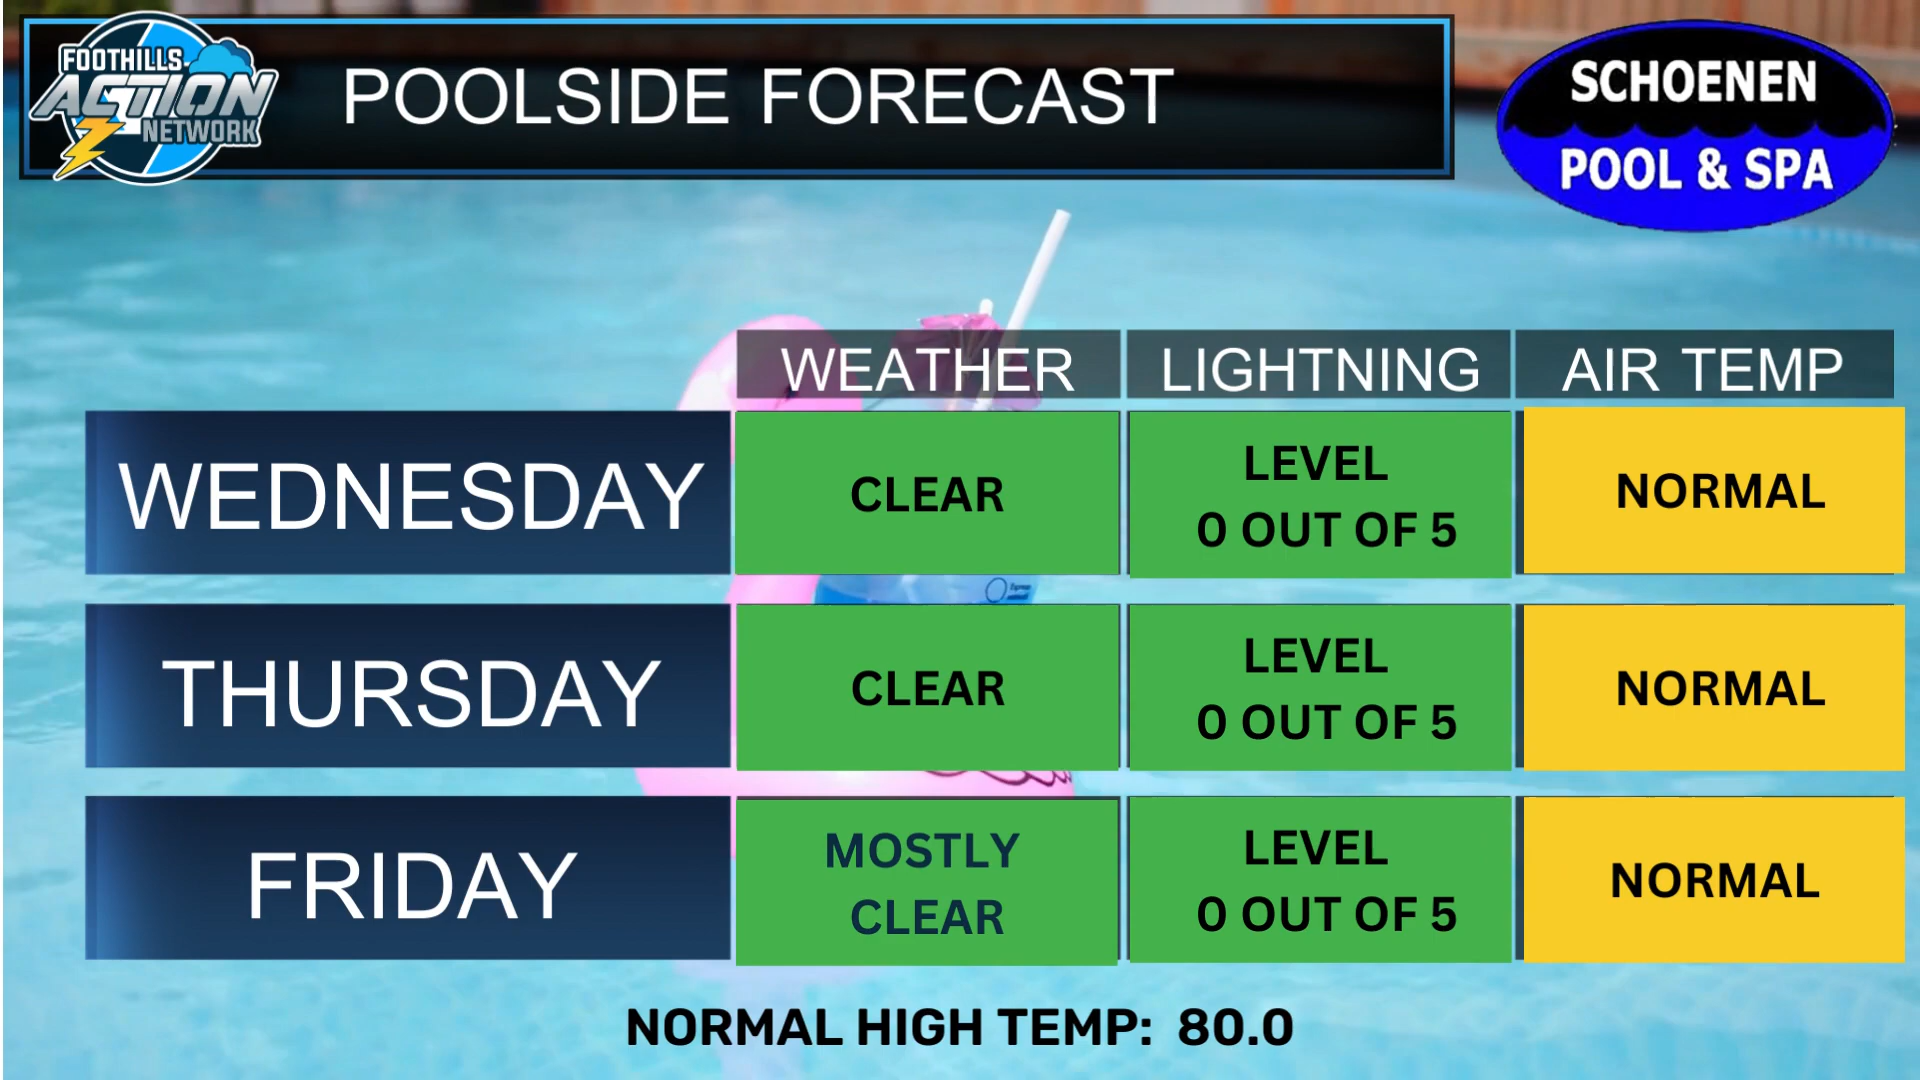 FOOTHILLS
ACTION
NETWORK
POOLSIDE FORECAST
SCHOENEN
POOL & SPA
WEATHER LIGHTNING AIR TEMP
WEDNESDAY
CLEAR
LEVEL
0 OUT OF 5
NORMAL
THURSDAY
CLEAR
LEVEL
0 OUT OF 5
NORMAL
FRIDAY
MOSTLY
CLEAR
LEVEL
0 OUT OF 5
NORMAL
NORMAL HIGH TEMP: 80.0